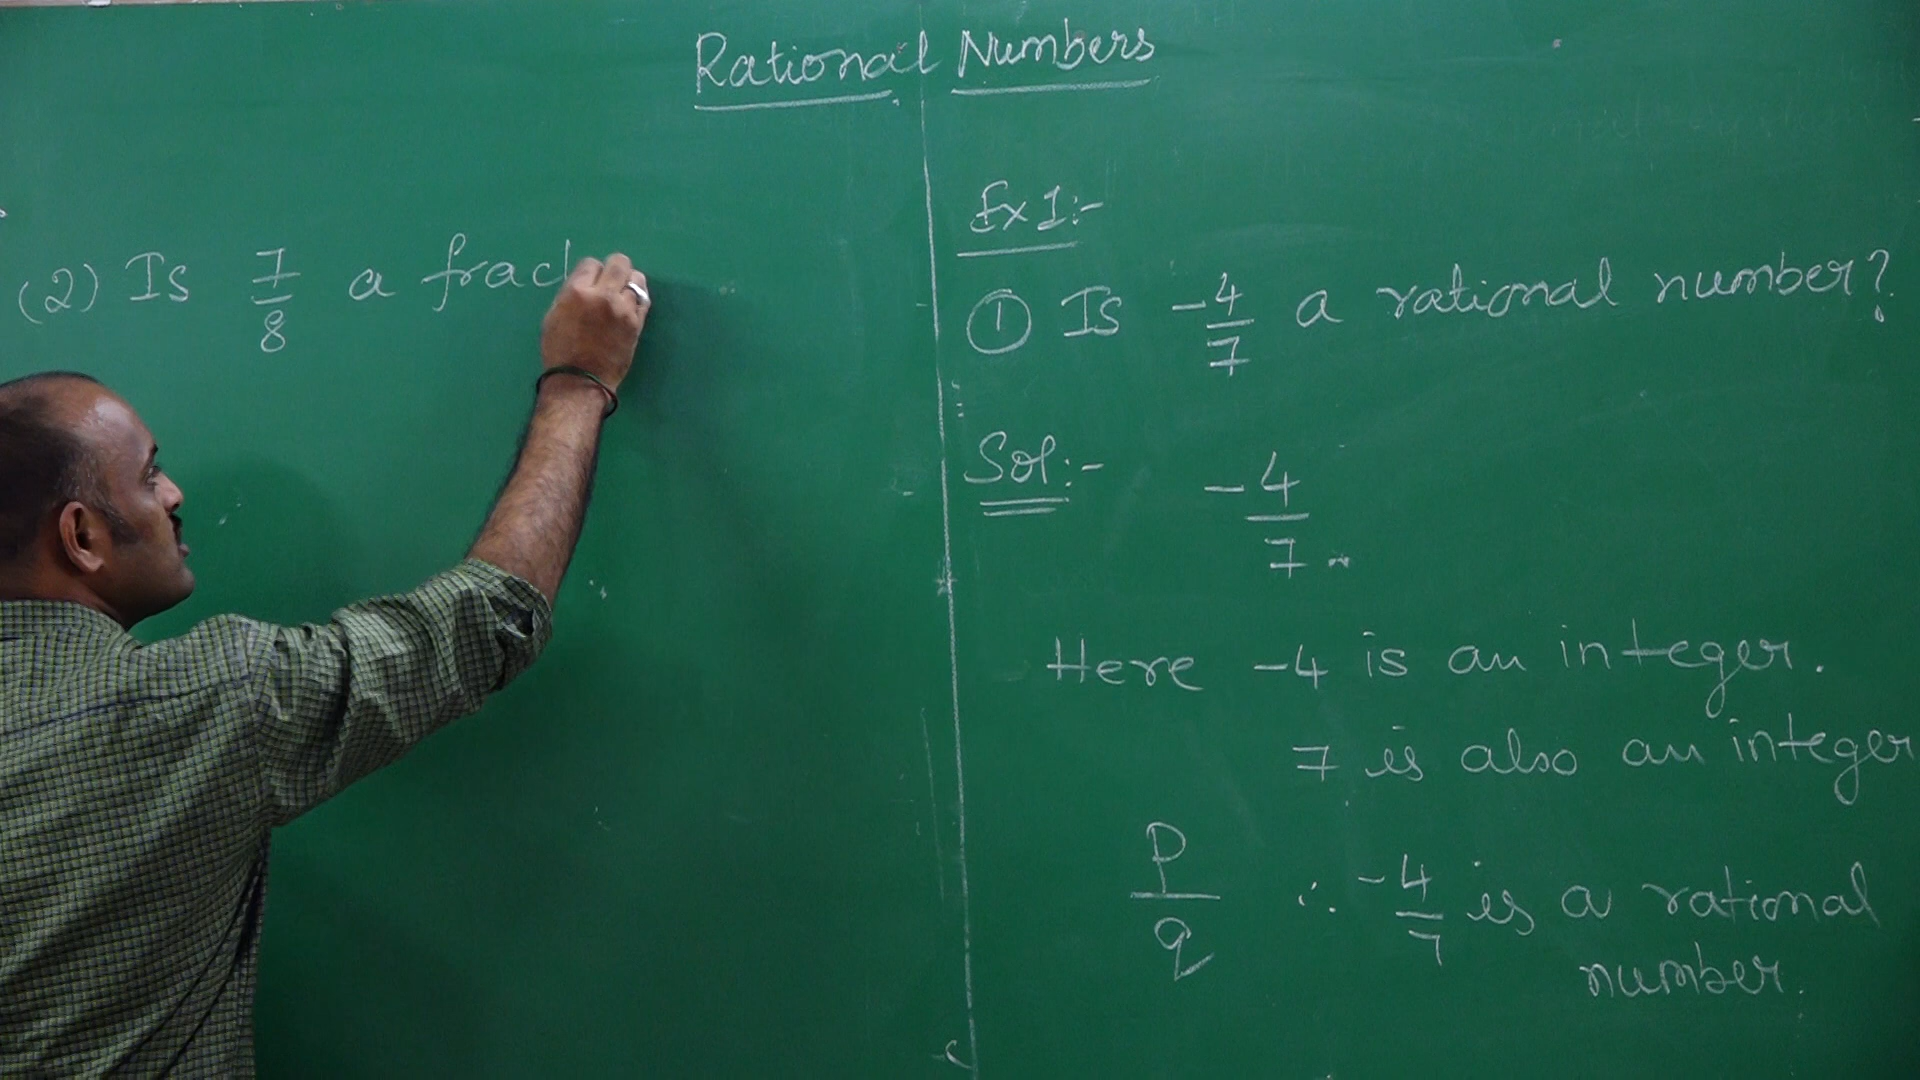 Rational Numbers
(2) Is 7/8 a frac
Ex 1:-
① Is -4/7 a rational number?
Sol:- -4/7
Here -4 is an integer.
7 is also an integer
P/q ∴ -4/7 is a rational
number.